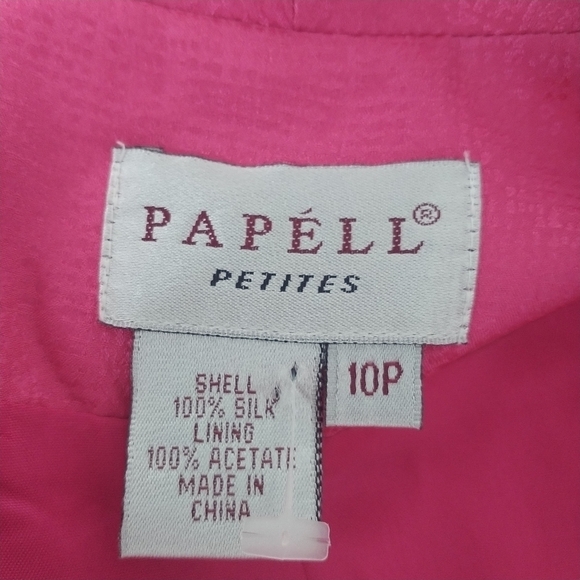 PAPÉLL®
PETITES
10P
SHELL
100% SILK
LINING
100% ACETATE
MADE IN
CHINA